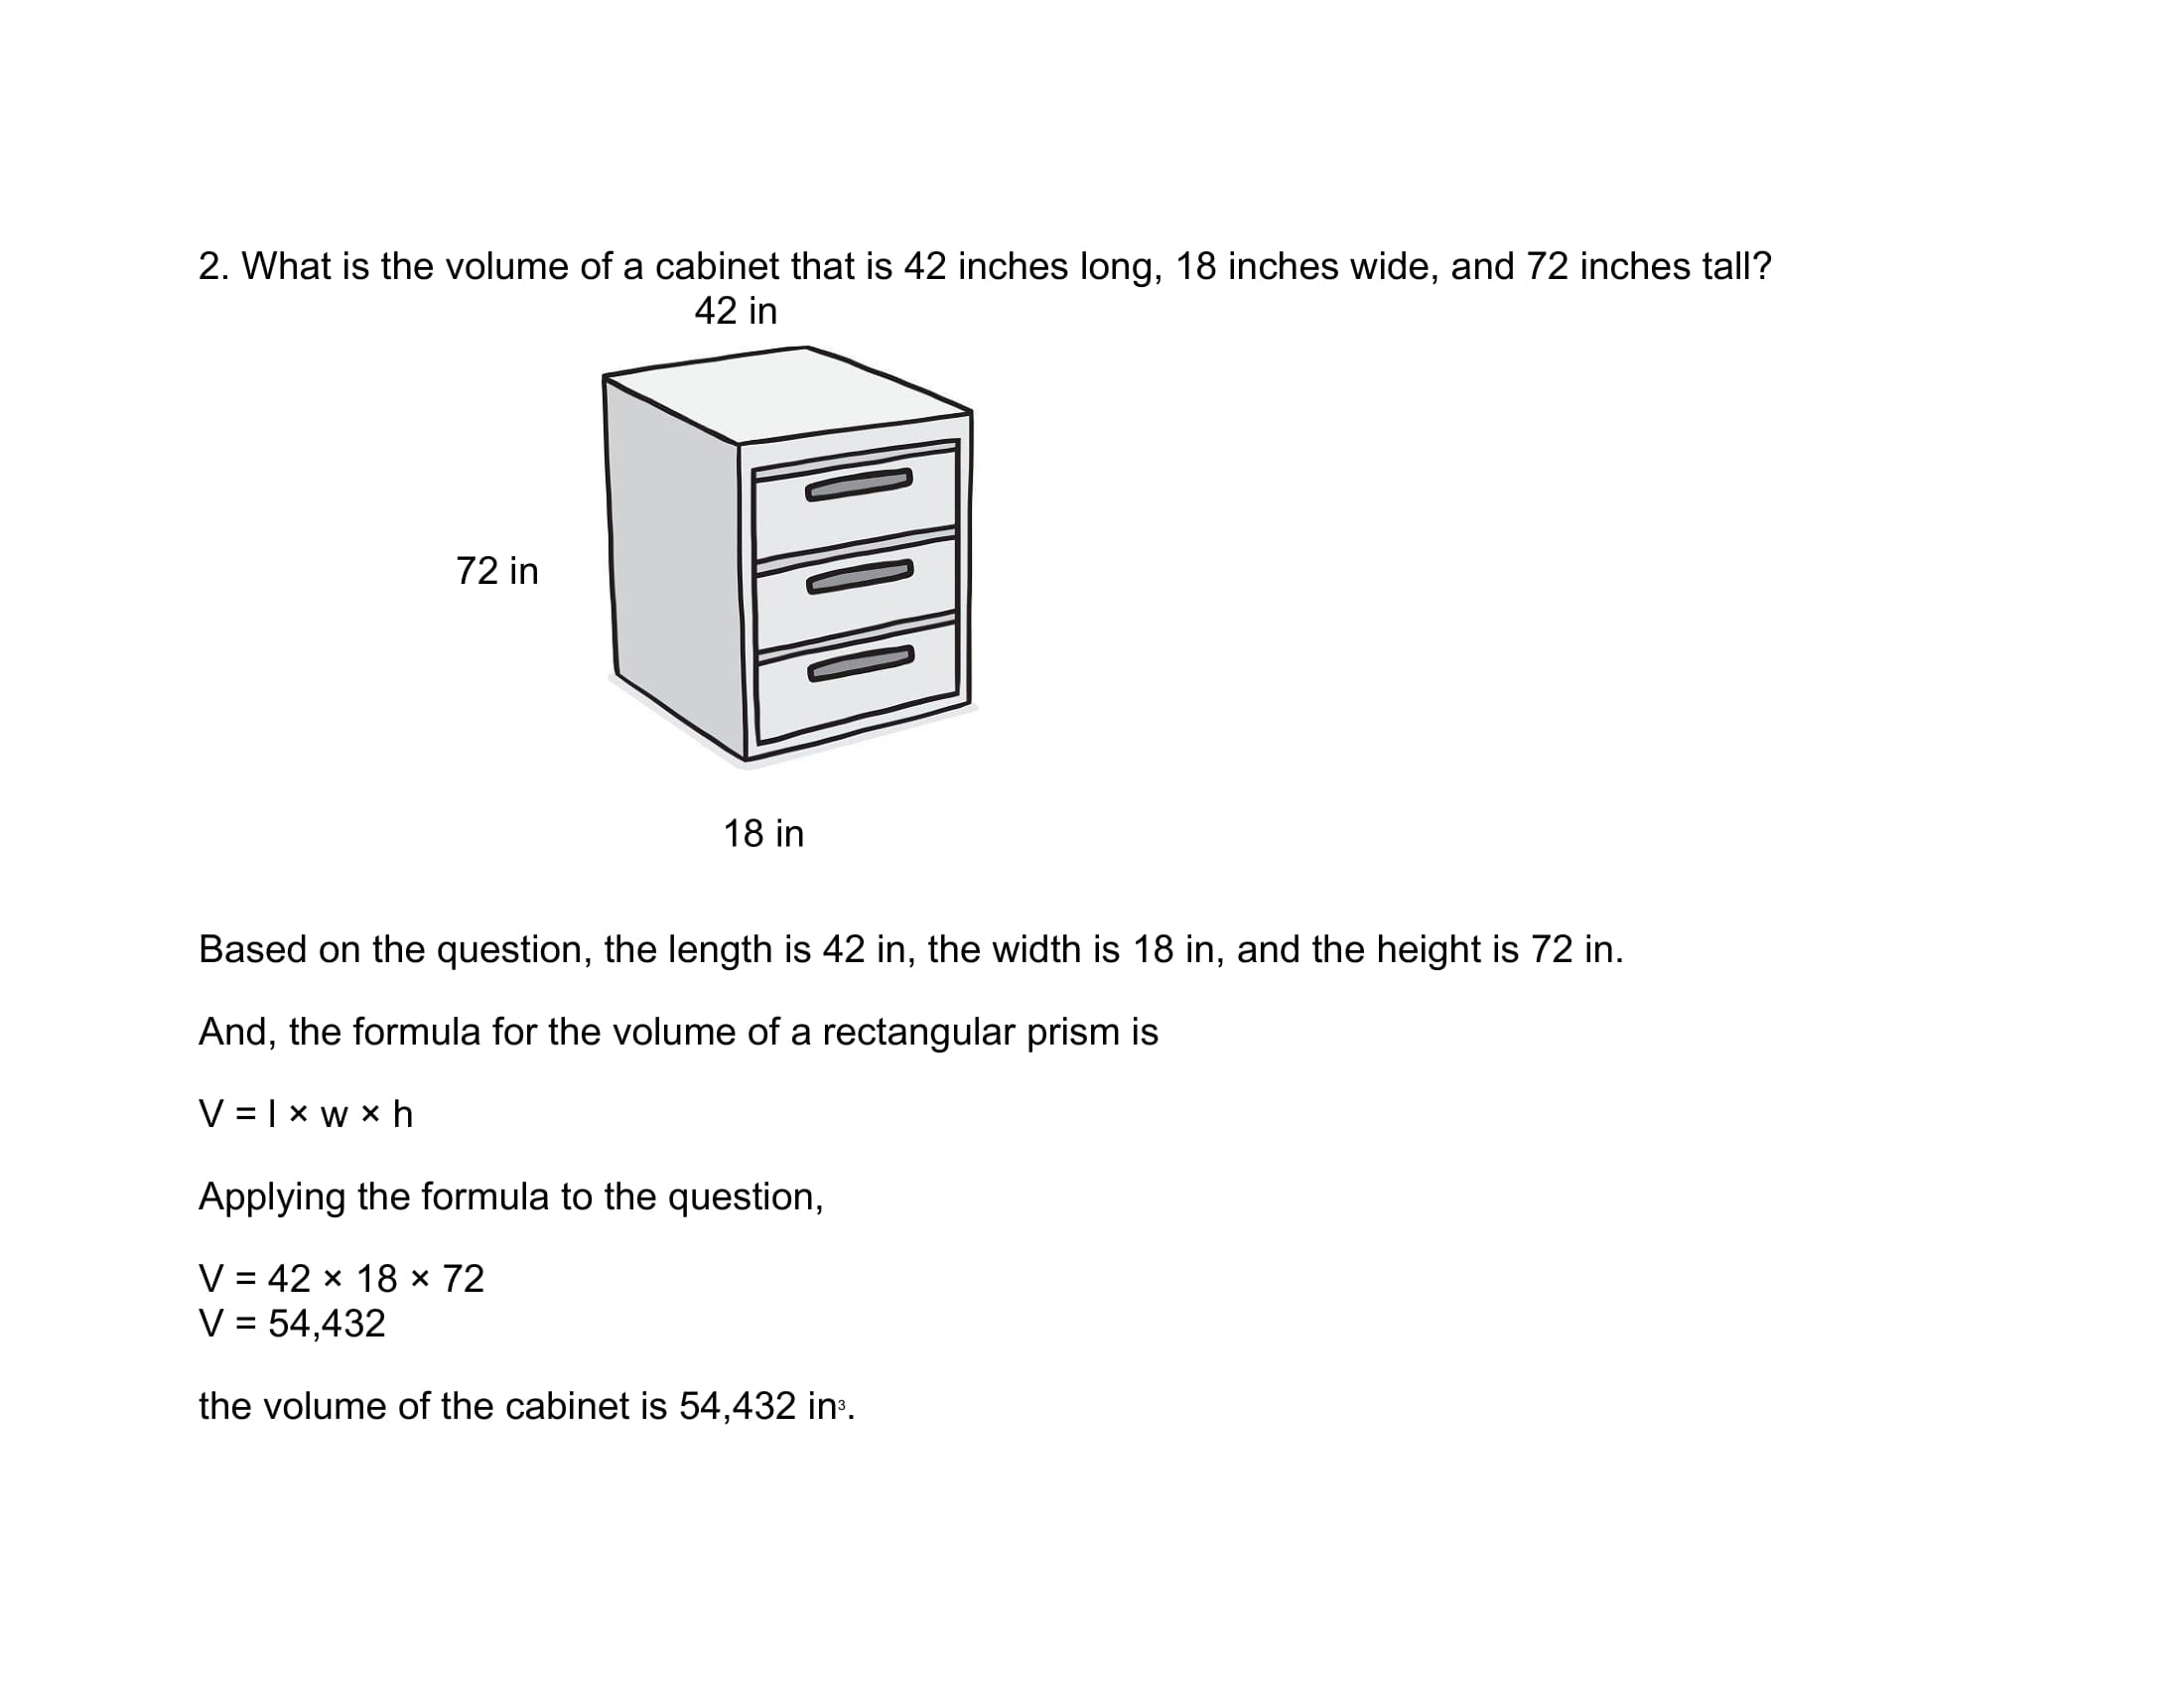 2. What is the volume of a cabinet that is 42 inches long, 18 inches wide, and 72 inches tall?
42 in
72 in
18 in
Based on the question, the length is 42 in, the width is 18 in, and the height is 72 in.
And, the formula for the volume of a rectangular prism is
V = l × w × h
Applying the formula to the question,
V = 42 × 18 × 72
V = 54,432
the volume of the cabinet is 54,432 in³.